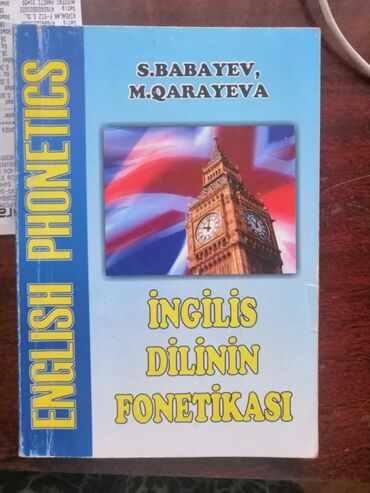 S.BABAYEV,
M.QARAYEVA
ENGLISH PHONETICS
İNGİLİS
DİLİNİN
FONETİKASI